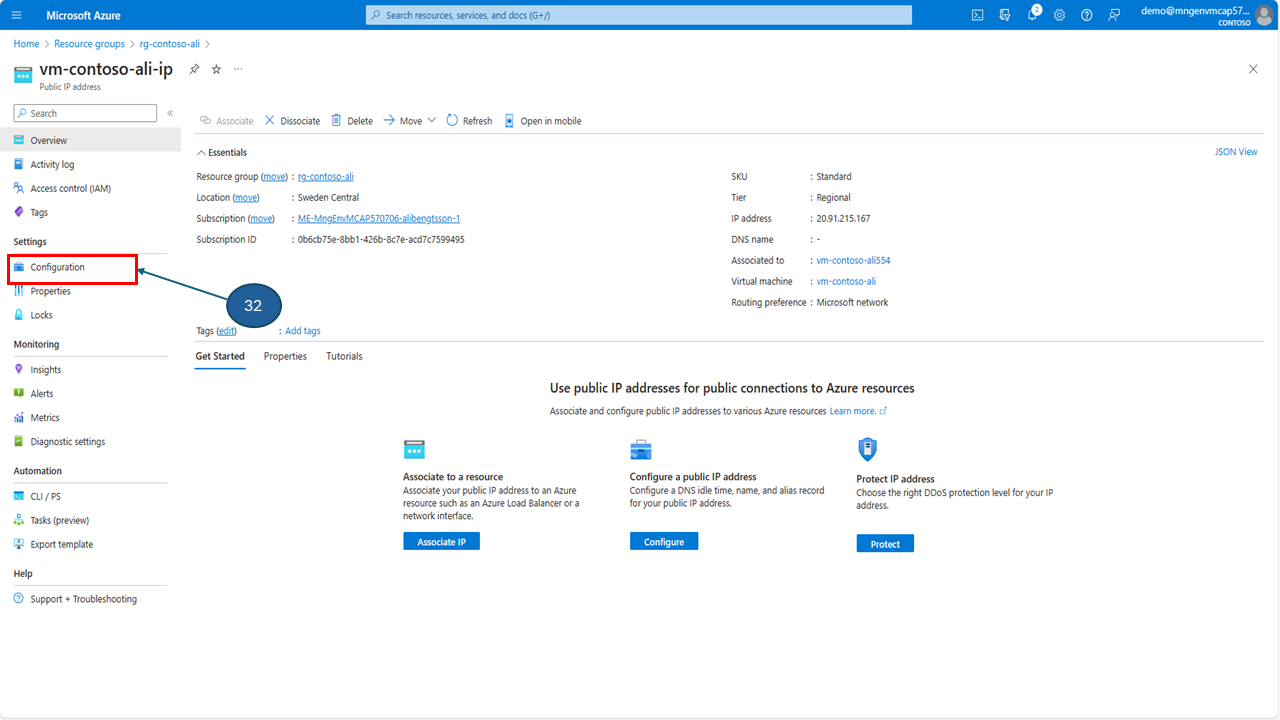 Microsoft Azure
Search resources, services, and docs (G+/)
2
demo@mngenvmcap57...
CONTOSO
Home > Resource groups > rg-contoso-ali >
vm-contoso-ali-ip
Public IP address
Search
Overview
Activity log
Access control (IAM)
Tags
Settings
Configuration
Properties
Locks
Monitoring
Insights
Alerts
Metrics
Diagnostic settings
Automation
CLI / PS
Tasks (preview)
Export template
Help
Support + Troubleshooting
32
Associate Dissociate Delete Move Refresh Open in mobile
Essentials
JSON View
Resource group (move) : rg-contoso-ali
Location (move) : Sweden Central
Subscription (move) : ME-MngEnvMCAP570706-alibengtsson-1
Subscription ID : 0b6cb75e-8bb1-426b-8c7e-acd7c7599495
SKU : Standard
Tier : Regional
IP address : 20.91.215.167
DNS name : -
Associated to : vm-contoso-ali554
Virtual machine : vm-contoso-ali
Routing preference : Microsoft network
Tags (edit) : Add tags
Get Started Properties Tutorials
Use public IP addresses for public connections to Azure resources
Associate and configure public IP addresses to various Azure resources Learn more.
Associate to a resource
Associate your public IP address to an Azure
resource such as an Azure Load Balancer or a
network interface.
Associate IP
Configure a public IP address
Configure a DNS idle time, name, and alias record
for your public IP address.
Configure
Protect IP address
Choose the right DDoS protection level for your IP
address.
Protect